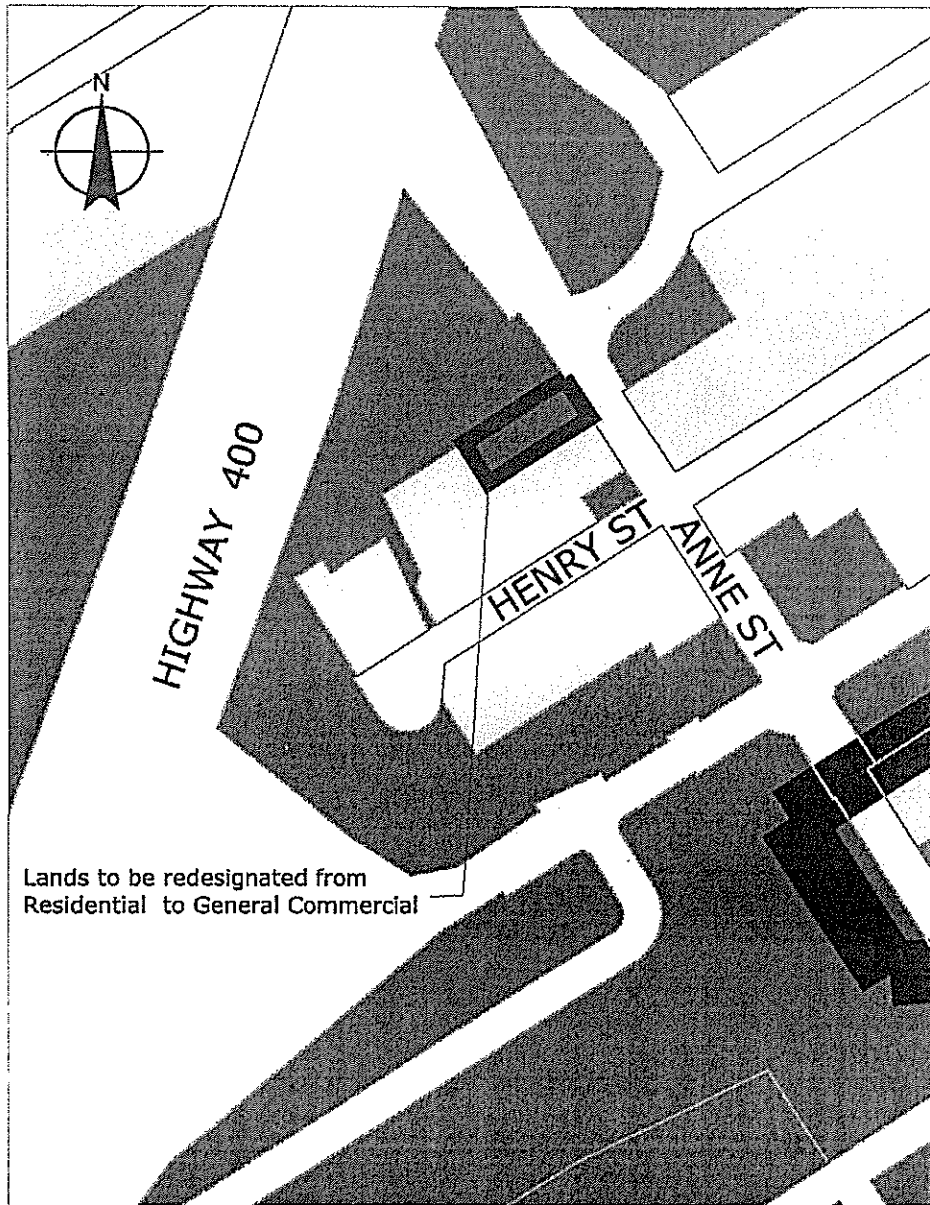 N
HIGHWAY 400
HENRY ST
ANNE ST
Lands to be redesignated from
Residential to General Commercial